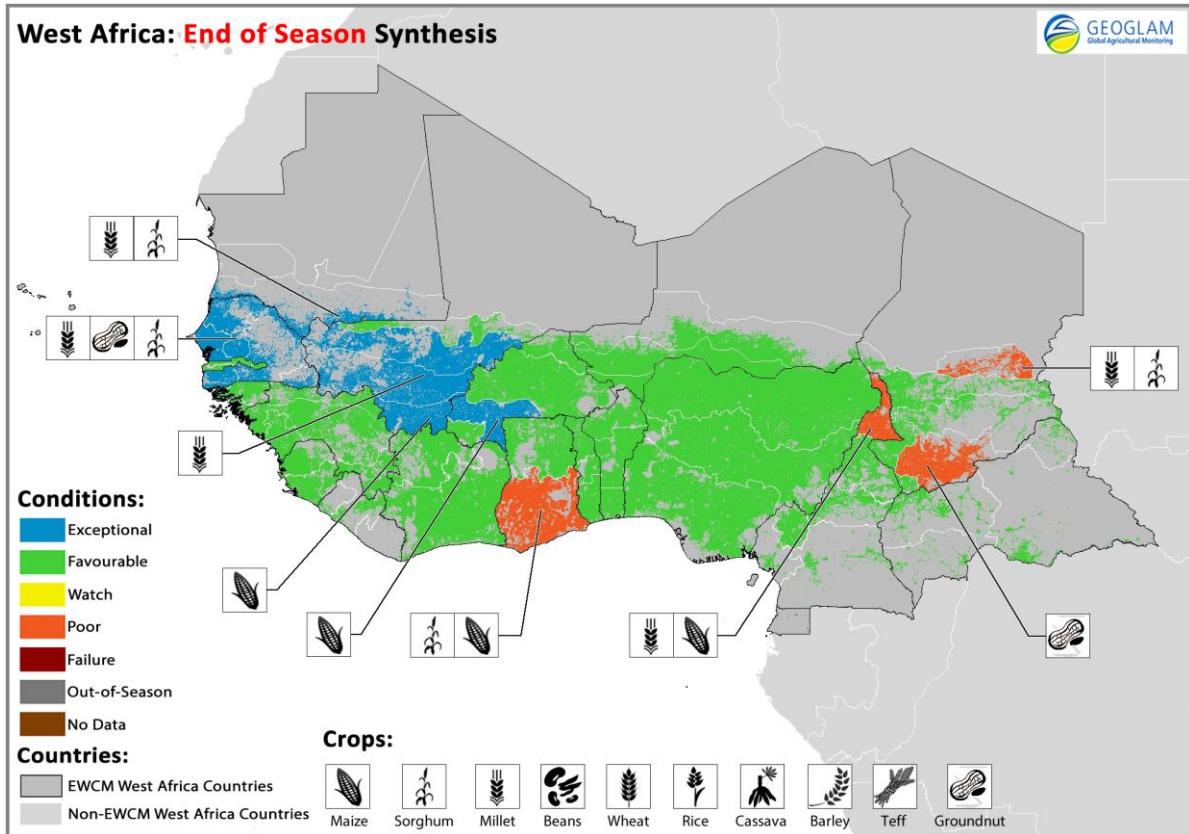 West Africa: End of Season Synthesis
GEOGLAM
Global Agricultural Monitoring
Conditions:
Exceptional
Favourable
Watch
Poor
Failure
Out-of-Season
No Data
Countries:
EWCM West Africa Countries
Non-EWCM West Africa Countries
Crops:
Maize Sorghum Millet Beans Wheat Rice Cassava Barley Teff Groundnut